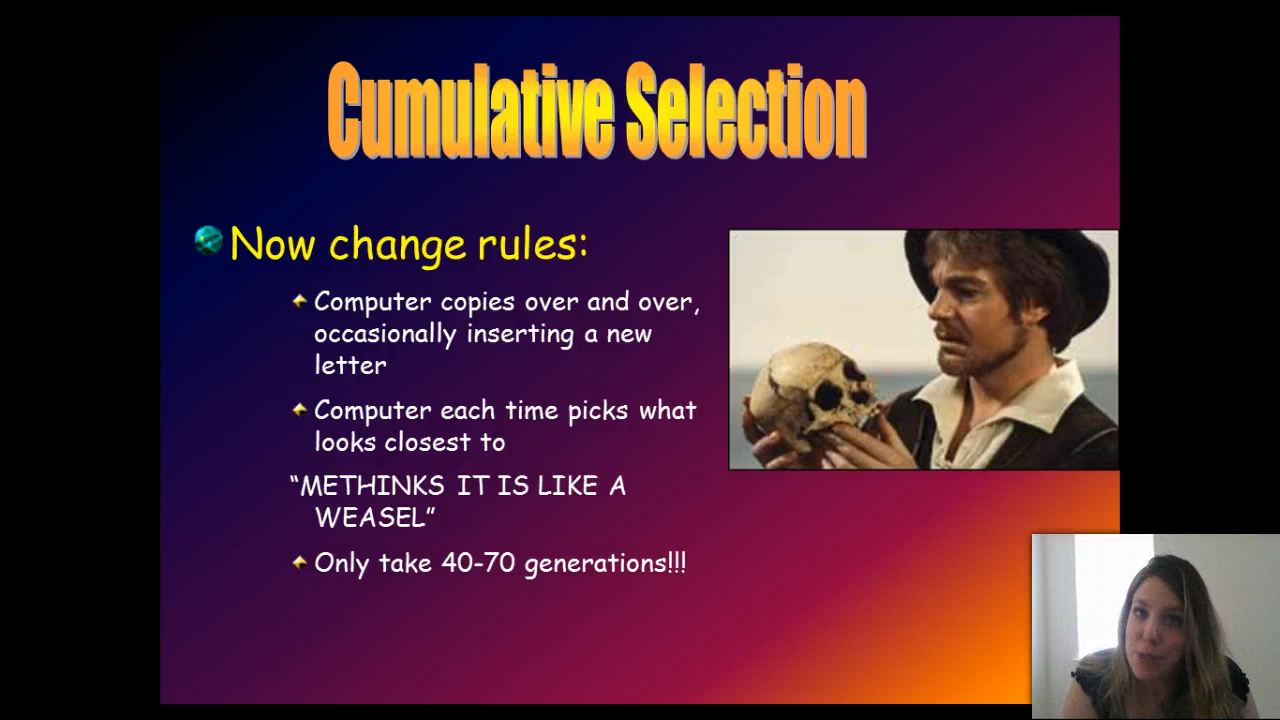 Cumulative Selection
Now change rules:
Computer copies over and over,
occasionally inserting a new
letter
Computer each time picks what
looks closest to
“METHINKS IT IS LIKE A
WEASEL”
Only take 40-70 generations!!!